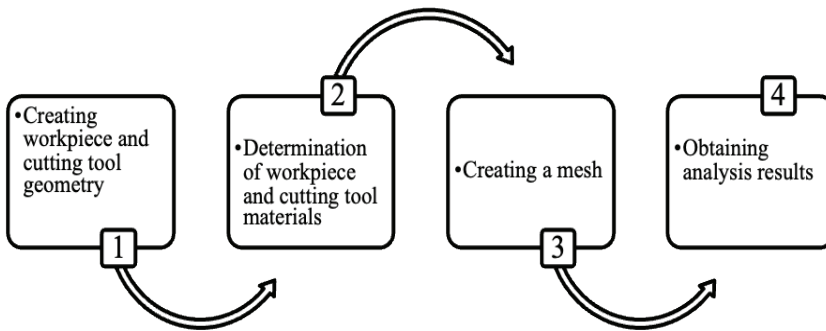 •Creating
workpiece and
cutting tool
geometry
1
2
•Determination
of workpiece
and cutting tool
materials
•Creating a mesh
3
4
•Obtaining
analysis results